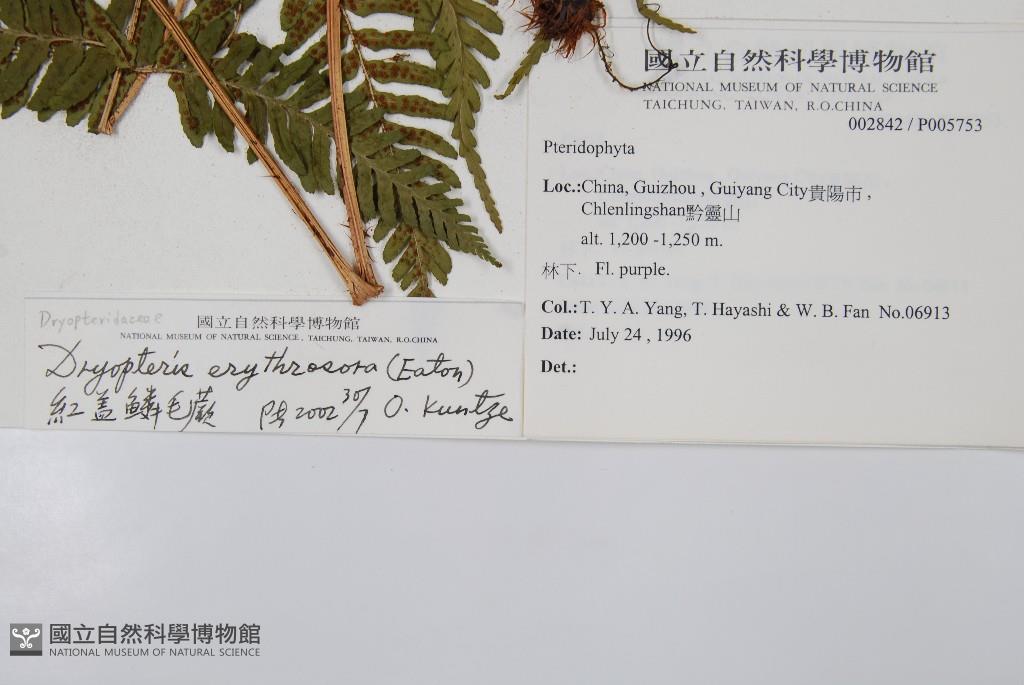 國立自然科學博物館
NATIONAL MUSEUM OF NATURAL SCIENCE
TAICHUNG, TAIWAN, R.O.CHINA
002842 / P005753
Pteridophyta
Loc.:China, Guizhou , Guiyang City貴陽市 ,
Chlenlingshan黔靈山
alt. 1,200 -1,250 m.
林下. Fl. purple.
Col.:T. Y. A. Yang, T. Hayashi & W. B. Fan No.06913
Date: July 24 , 1996
Det.:
Dryopteridaceae
國立自然科學博物館
NATIONAL MUSEUM OF NATURAL SCIENCE , TAICHUNG, TAIWAN, R.O.CHINA
Dryopteris erythrosora (Eaton)
紅盖鱗毛蕨 2002 30/7 O. Kuntze
國立自然科學博物館
NATIONAL MUSEUM OF NATURAL SCIENCE